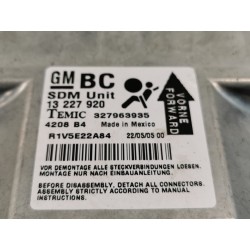 GM BC
SDM Unit
13 227 920
TEMIC 327963935
4208 B4 Made in Mexico
R1V5E22A84 22/05/05 00
VORNE
FORWARD
VOR DEMONTAGE ALLE STECKVERBINDUNGEN LOESEN.
MONTAGE NUR NACH EINBAUANLEITUNG.
BEFORE DISASSEMBLY, DETACH ALL CONNECTORS.
ASSEMBLY STRICTLY ACCORDING TO MANUAL
INSTRUCTIONS.